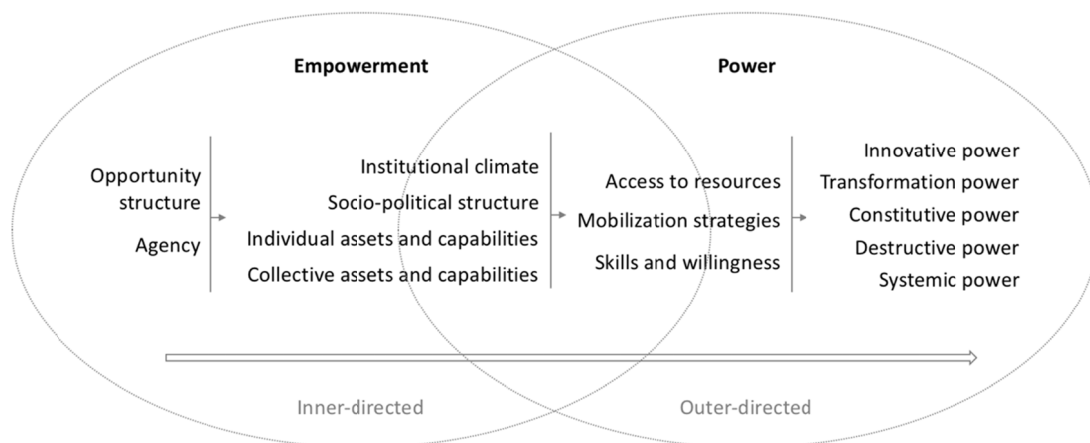 Empowerment
Power
Opportunity
structure
Agency
Institutional climate
Socio-political structure
Individual assets and capabilities
Collective assets and capabilities
Access to resources
Mobilization strategies
Skills and willingness
Innovative power
Transformation power
Constitutive power
Destructive power
Systemic power
Inner-directed
Outer-directed